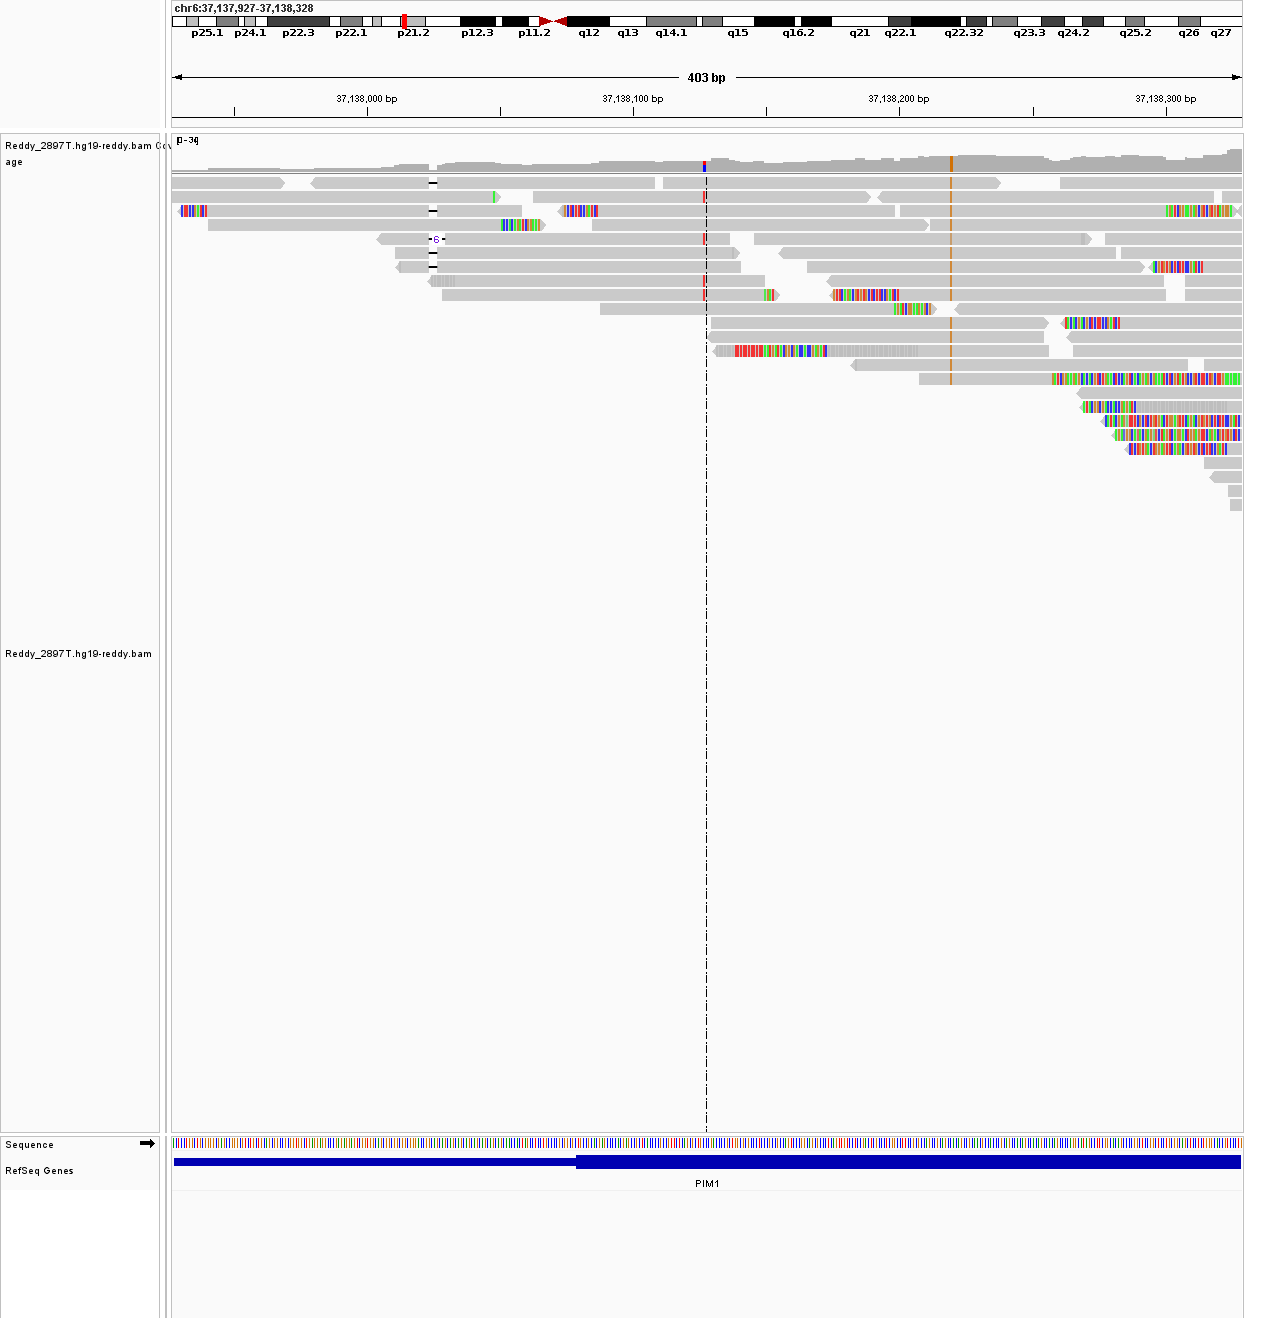 chr6:37,137,927-37,138,328
p25.1 p24.1 p22.3 p22.1 p21.2 p12.3 p11.2 q12 q13 q14.1 q15 q16.2 q21 q22.1 q22.32 q23.3 q24.2 q25.2 q26 q27
403 bp
37,138,000 bp 37,138,100 bp 37,138,200 bp 37,138,300 bp
Reddy_2897T.hg19-reddy.bam Cov
age
6
Reddy_2897T.hg19-reddy.bam
Sequence
RefSeq Genes
PIM1